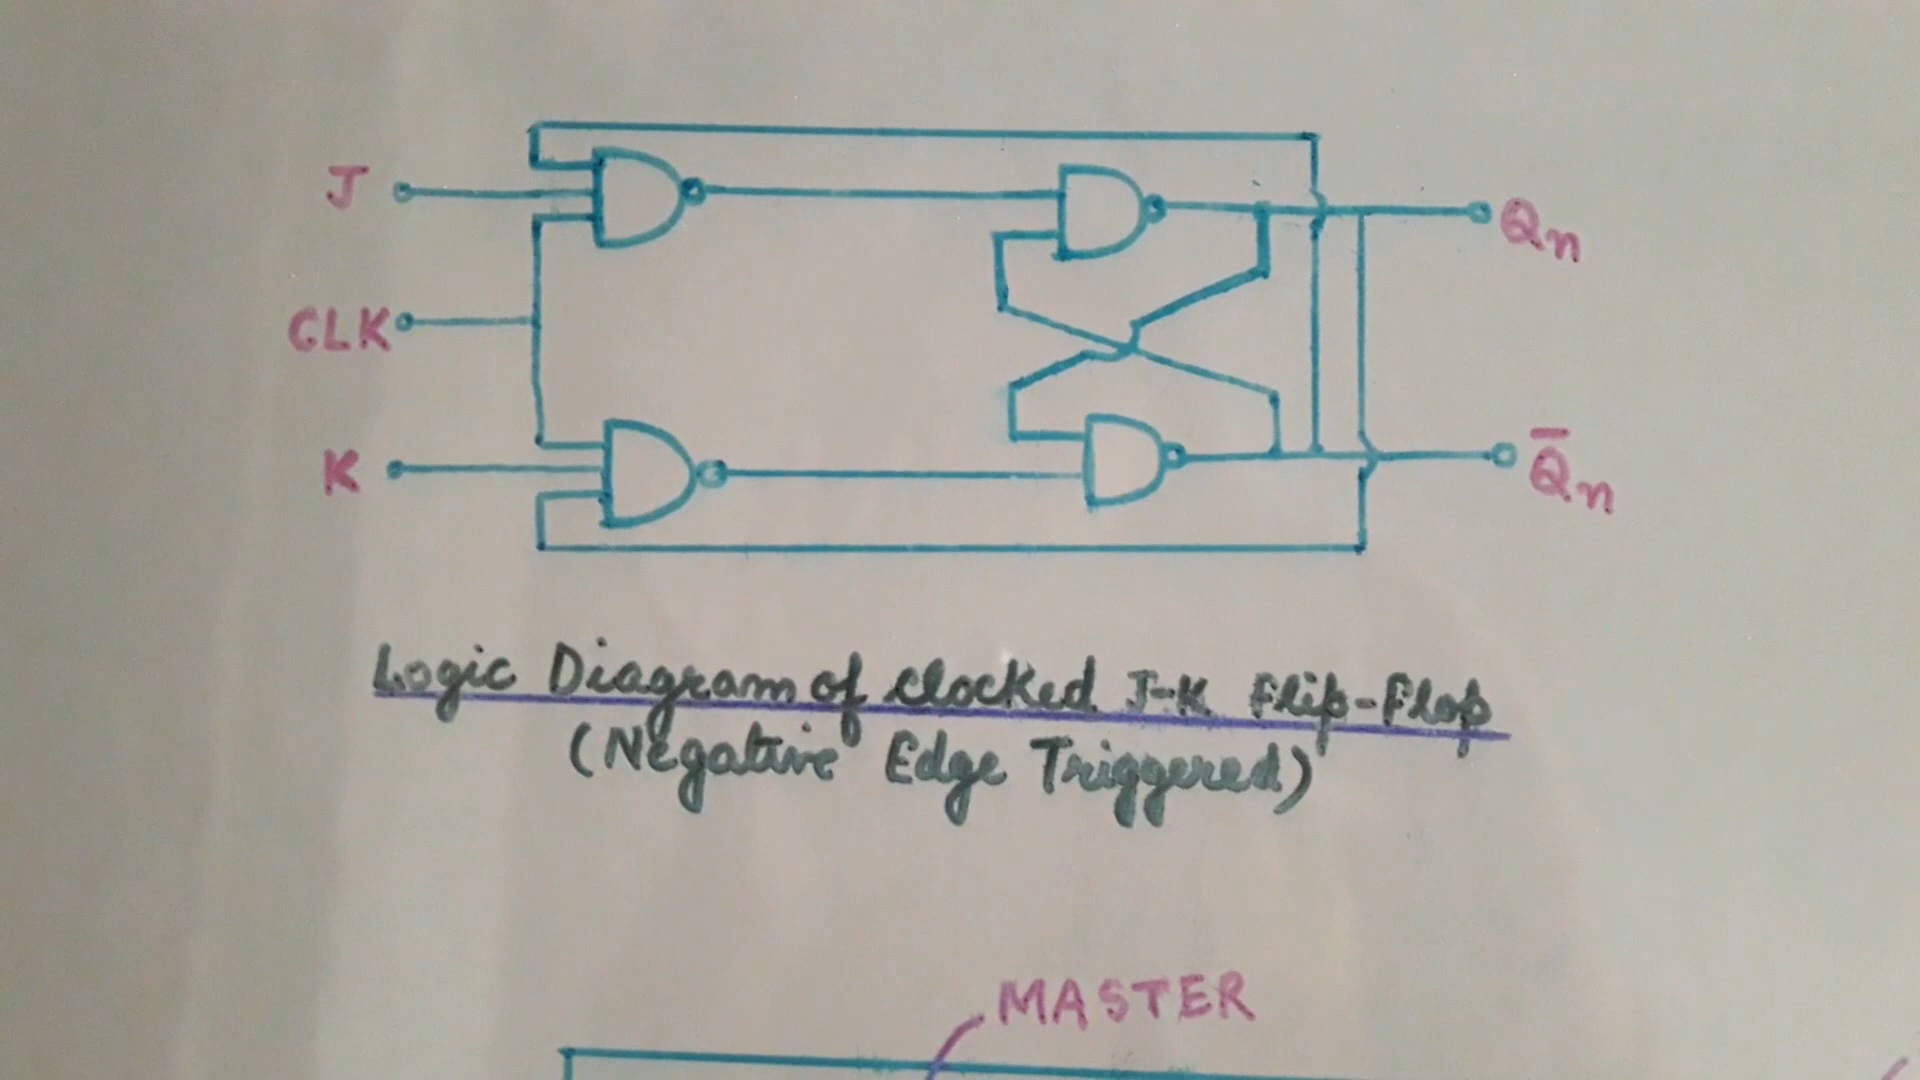 J
Qn
CLK
K
Q̅n
Logic Diagram of clocked J-K Flip-Flop
(Negative Edge Triggered)
MASTER